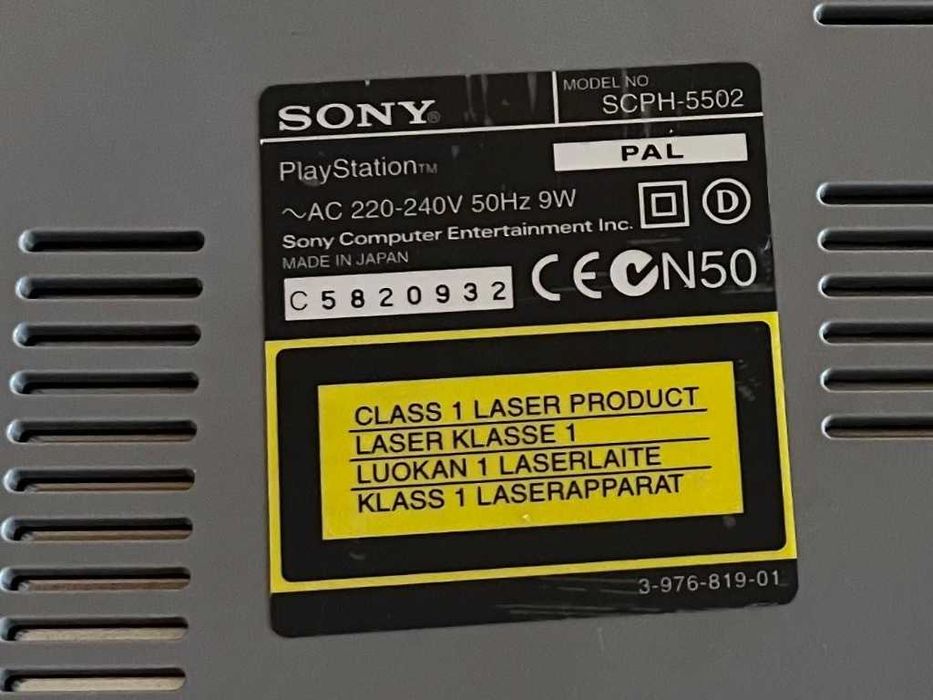 SONY®
MODEL NO
SCPH-5502
PlayStation™
PAL
~AC 220-240V 50Hz 9W
D
Sony Computer Entertainment Inc.
MADE IN JAPAN
C5820932
CE N50
CLASS 1 LASER PRODUCT
LASER KLASSE 1
LUOKAN 1 LASERLAITE
KLASS 1 LASERAPPARAT
3-976-819-01